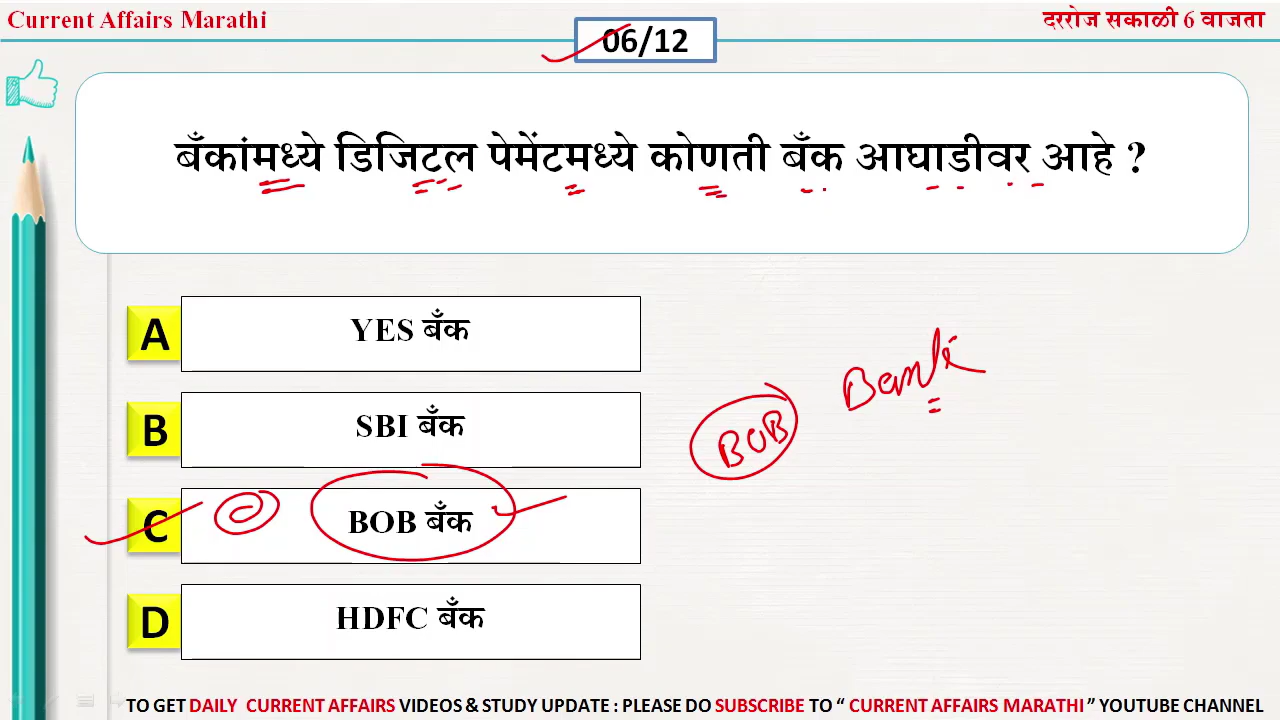 Current Affairs Marathi
दररोज सकाळी 6 वाजता
06/12
बँकांमध्ये डिजिटल पेमेंटमध्ये कोणती बँक आघाडीवर आहे ?
A YES बँक
B SBI बँक
C BOB बँक
D HDFC बँक
BOB Bank
TO GET DAILY CURRENT AFFAIRS VIDEOS & STUDY UPDATE : PLEASE DO SUBSCRIBE TO “ CURRENT AFFAIRS MARATHI ” YOUTUBE CHANNEL